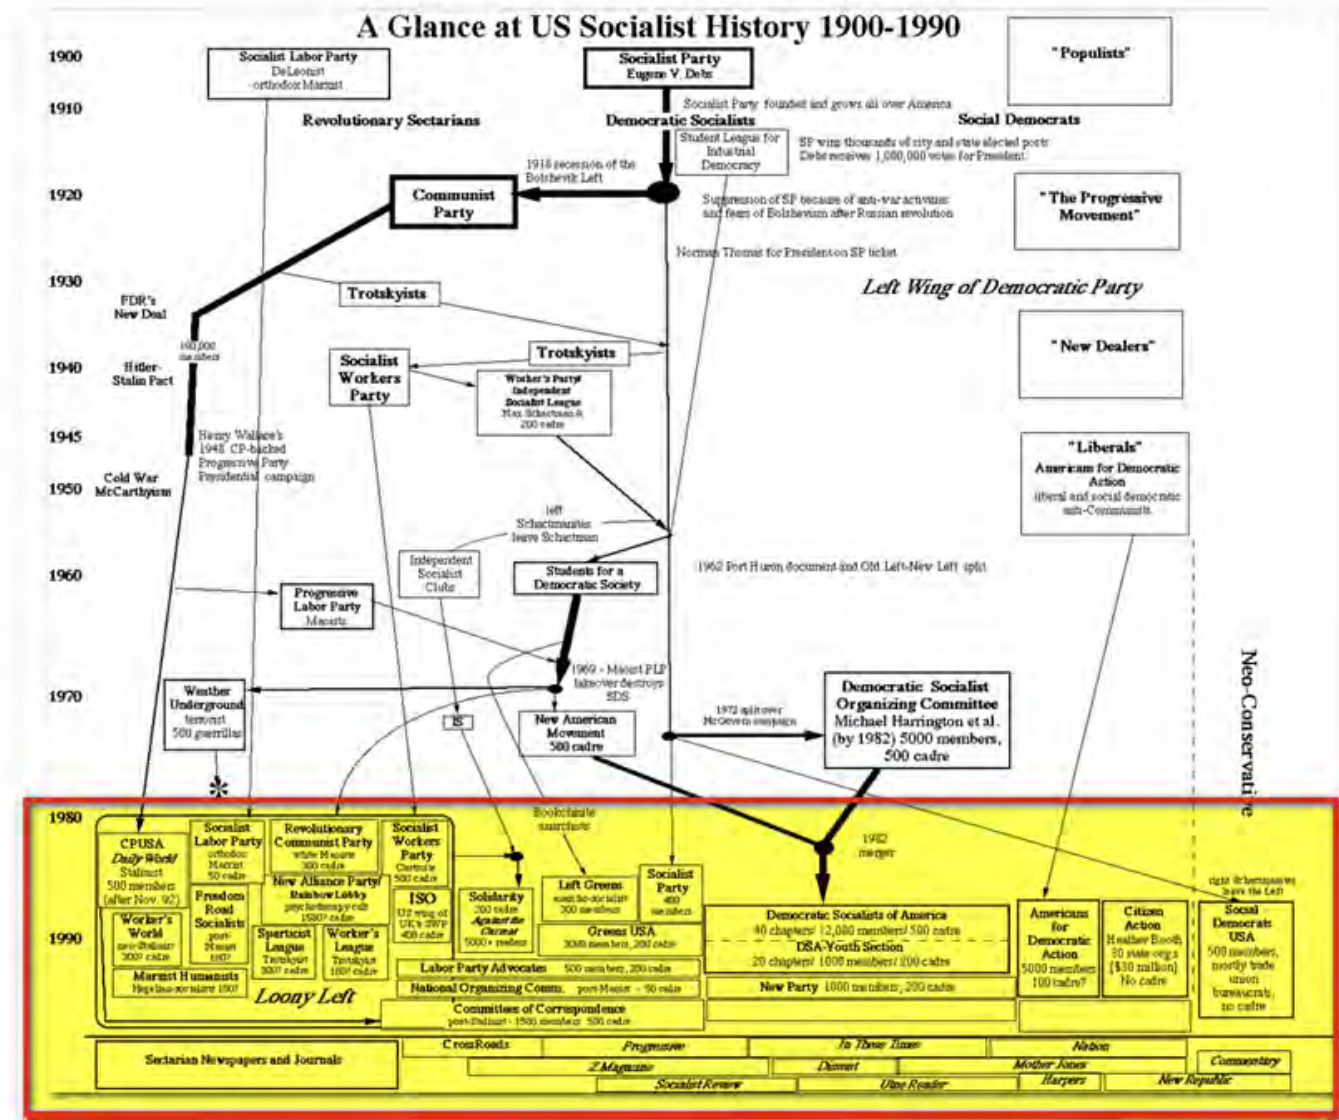 A Glance at US Socialist History 1900-1990
1900
1910
1920
1930
1940
1945
1950
1960
1970
1980
1990
Socialist Labor Party
DeLeonist
orthodox Marxist
Socialist Party
Eugene V. Debs
"Populists"
Socialist Party founded and grows all over America
Revolutionary Sectarians
Democratic Socialists
Social Democrats
Student League for
Industrial
Democracy
SP wins thousands of city and state elected posts
Debs receives 1,000,000 votes for President
1918 secession of the
Bolshevik Left
Communist
Party
Suppression of SP because of anti-war activities
and fears of Bolshevism after Russian revolution
"The Progressive
Movement"
Norman Thomas for President on SP ticket
Left Wing of Democratic Party
FDR's
New Deal
Trotskyists
members
Hitler-
Stalin Pact
Socialist
Workers
Party
Trotskyists
Worker's Party/
Independent
Socialist League
Max Schactman &
200 cadre
"New Dealers"
Henry Wallace's
1948 CP-backed
Progressive Party
Presidential campaign
Cold War
McCarthyism
"Liberals"
Americans for Democratic
Action
liberal and social democratic
anti-Communists
left
Schactmanites
leave Schactman
Independent
Socialist
Clubs
Students for a
Democratic Society
1962 Port Huron document and Old Left-New Left split
Progressive
Labor Party
Maoists
1969 - Maoist PLP
takeover destroys
SDS
Weather
Underground
terrorist
500 guerrillas
*
IS
New American
Movement
500 cadre
1972 split over
McGovern campaign
Democratic Socialist
Organizing Committee
Michael Harrington et al.
(by 1982) 5000 members,
500 cadre
Neo-Conservative
CPUSA
Daily World
Stalinist
500 members
(after Nov. 92)
Socialist
Labor Party
orthodox
Marxist
50 cadre
Revolutionary
Communist Party
white Maoists
300 cadre
Socialist
Workers
Party
Castroite
500 cadre
Bookchinite
anarchists
1982
merger
right Schactmanites
leave the Left
Worker's
World
neo-Stalinist
300? cadre
Freedom
Road
Socialists
post-
Maoist
100?
New Alliance Party/
Rainbow Lobby
psychotherapy cult
150? cadre
Sparticist
League
Trotskyist
300? cadre
Worker's
League
Trotskyist
100? cadre
ISO
US wing of
UK's SWP
400 cadre
Solidarity
200 cadre
Against the
Current
5000+ readers
Left Greens
anarcho-socialist
300 members
Socialist
Party
400
members
Greens USA
3000 members, 200 cadre
Democratic Socialists of America
40 chapters/ 12,000 members/ 500 cadre
DSA-Youth Section
20 chapters/ 1000 members/ 200 cadre
Americans
for
Democratic
Action
5000 members
100 cadre?
Citizen
Action
Heather Booth
30 state orgs
[$30 million]
No cadre
Social
Democrats
USA
500 members,
mostly trade
union
bureaucrats,
no cadre
Marxist Humanists
Hegelian-socialists 100?
Loony Left
Labor Party Advocates 500 members, 200 cadre
National Organizing Comm. post-Maoist - 50 cadre
New Party 1000 members, 200 cadre
Committees of Correspondence
post-Stalinist - 1500 members 500 cadre
Sectarian Newspapers and Journals
CrossRoads
Progressive
In These Times
Nation
Z Magazine
Dissent
Mother Jones
Commentary
Socialist Review
Utne Reader
Harpers
New Republic